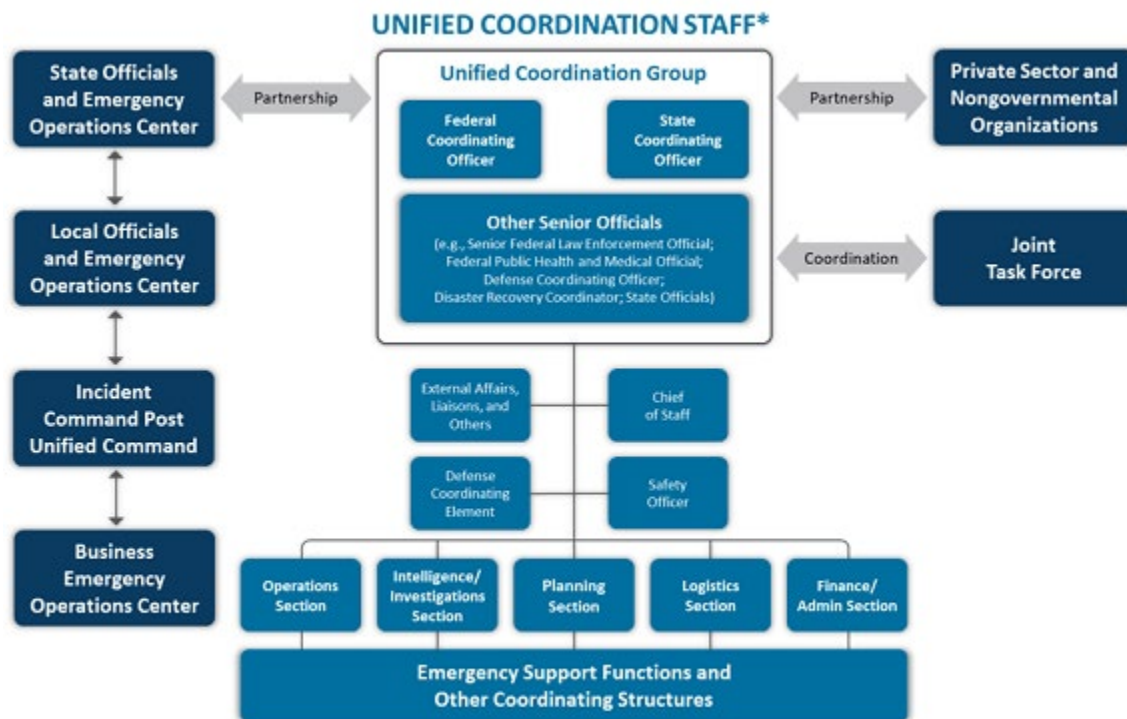 UNIFIED COORDINATION STAFF*
State Officials
and Emergency
Operations Center
Partnership
Unified Coordination Group
Federal
Coordinating
Officer
State
Coordinating
Officer
Partnership
Private Sector and
Nongovernmental
Organizations
Local Officials
and Emergency
Operations Center
Other Senior Officials
(e.g., Senior Federal Law Enforcement Official;
Federal Public Health and Medical Official;
Defense Coordinating Officer;
Disaster Recovery Coordinator; State Officials)
Coordination
Joint
Task Force
Incident
Command Post
Unified Command
External Affairs,
Liaisons, and
Others
Chief
of Staff
Defense
Coordinating
Element
Safety
Officer
Business
Emergency
Operations Center
Operations
Section
Intelligence/
Investigations
Section
Planning
Section
Logistics
Section
Finance/
Admin Section
Emergency Support Functions and
Other Coordinating Structures